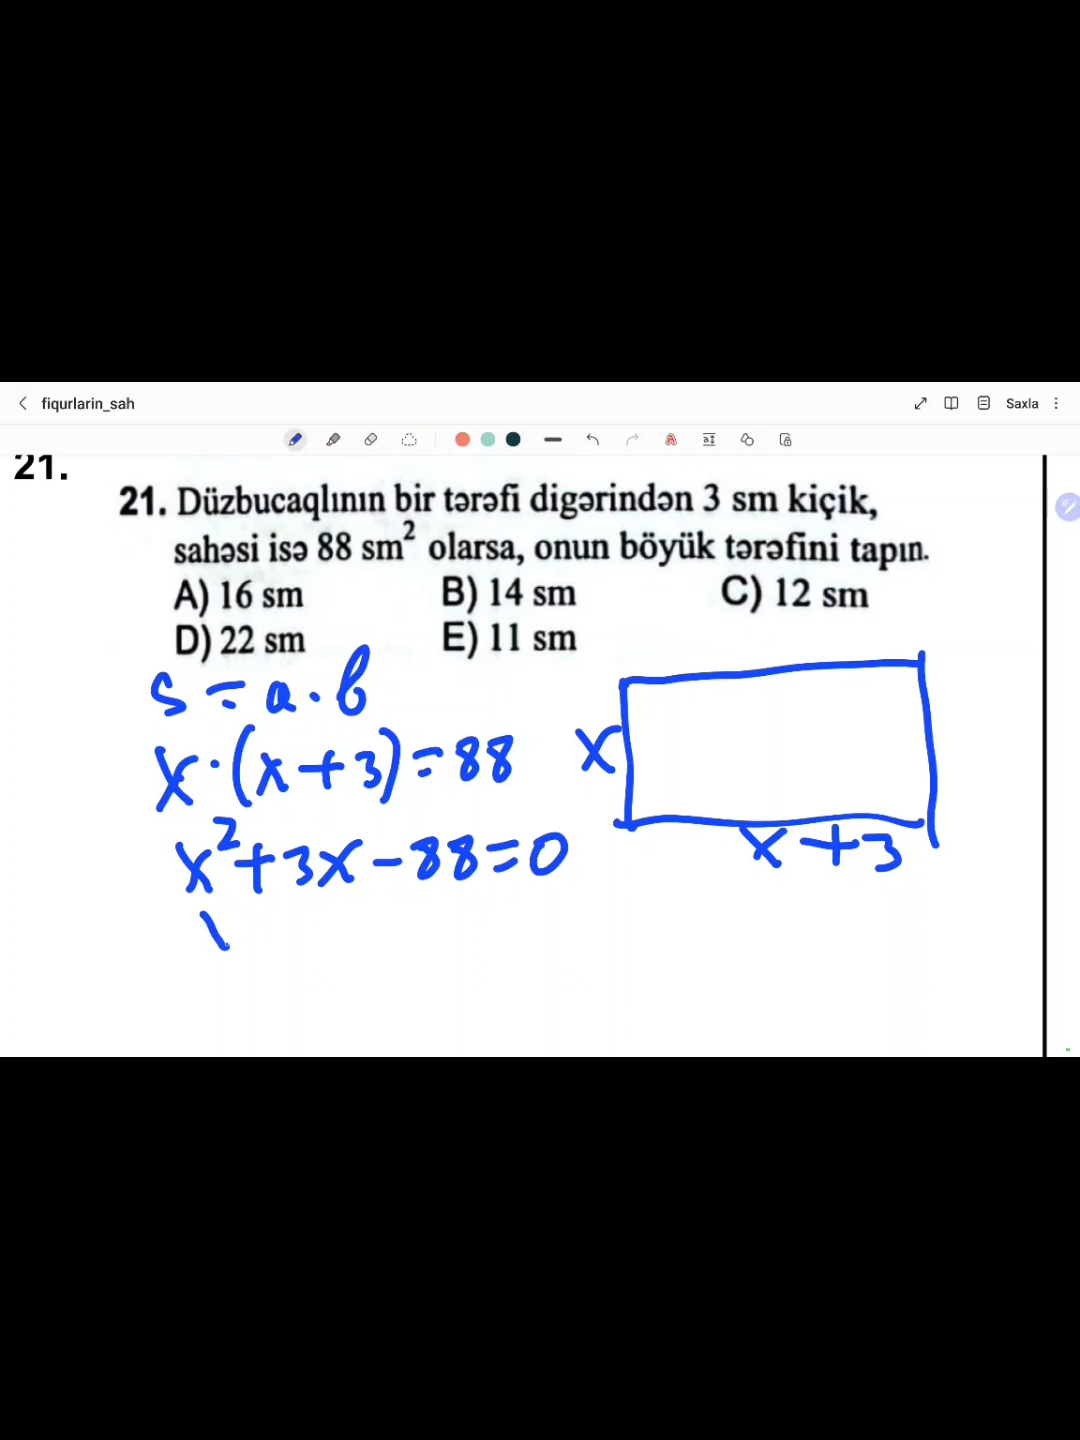 fiqurlarin_sah
Saxla
21.
21. Düzbucaqlının bir tərəfi digərindən 3 sm kiçik,
sahəsi isə 88 sm² olarsa, onun böyük tərəfini tapın.
A) 16 sm B) 14 sm C) 12 sm
D) 22 sm E) 11 sm
S = a · b
x · (x + 3) = 88
x
x² + 3x - 88 = 0
x + 3